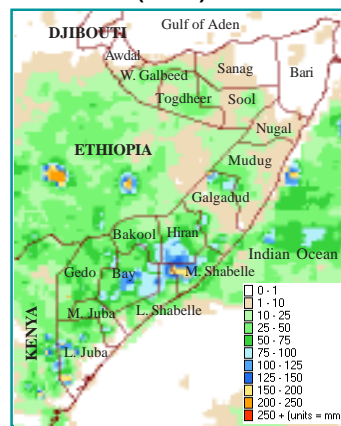 Gulf of Aden
DJIBOUTI
Awdal
W. Galbeed
Sanag
Bari
Togdheer
Sool
Nugal
ETHIOPIA
Mudug
Galgadud
Bakool
Hiran
Indian Ocean
Gedo
Bay
M. Shabelle
M. Juba
L. Shabelle
KENYA
L. Juba
0 - 1
1 - 10
10 - 25
25 - 50
50 - 75
75 - 100
100 - 125
125 - 150
150 - 200
200 - 250
250 + (units = mm